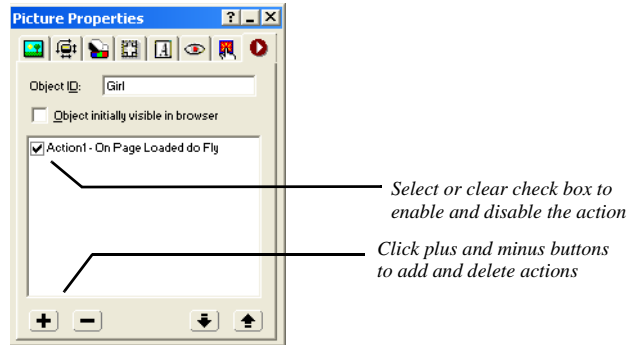 Picture Properties
A
Object ID: Girl
Object initially visible in browser
Action1 - On Page Loaded do Fly
Select or clear check box to
enable and disable the action
Click plus and minus buttons
to add and delete actions